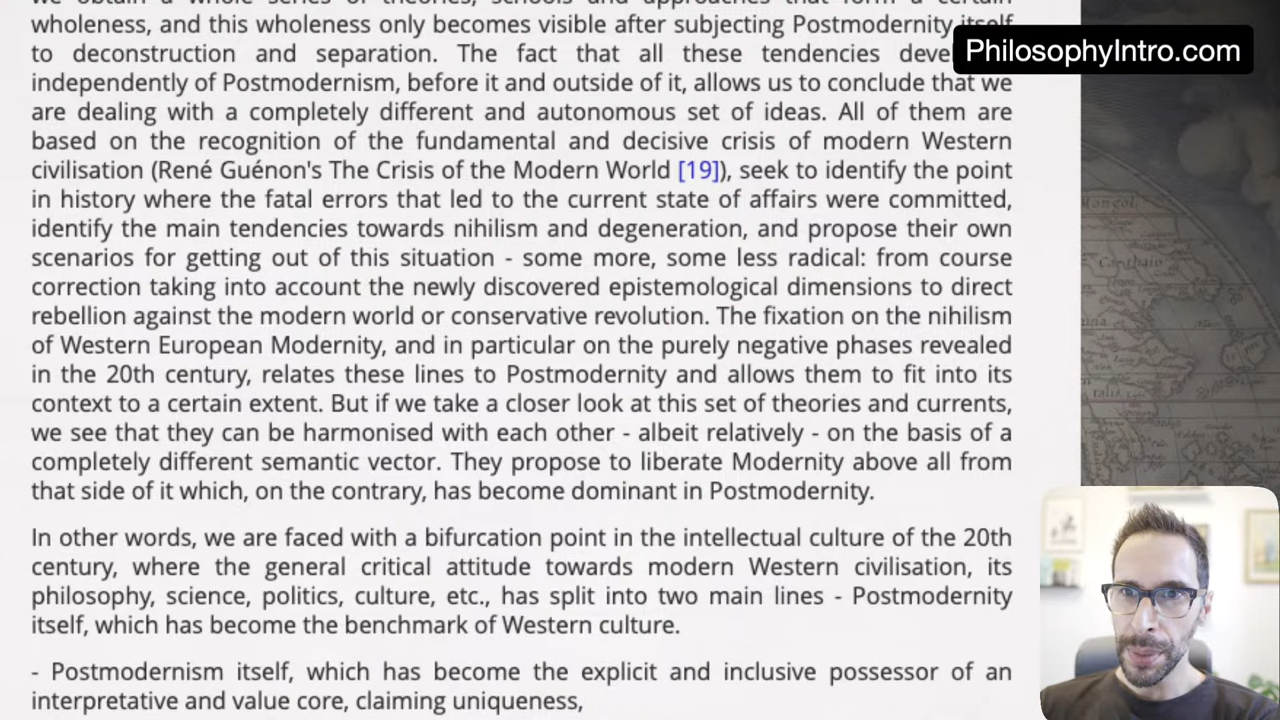 wholeness, and this wholeness only becomes visible after subjecting Postmodernity itself
PhilosophyIntro.com
to deconstruction and separation. The fact that all these tendencies
independently of Postmodernism, before it and outside of it, allows us to conclude that we
are dealing with a completely different and autonomous set of ideas. All of them are
based on the recognition of the fundamental and decisive crisis of modern Western
civilisation (René Guénon's The Crisis of the Modern World [19]), seek to identify the point
in history where the fatal errors that led to the current state of affairs were committed,
identify the main tendencies towards nihilism and degeneration, and propose their own
scenarios for getting out of this situation - some more, some less radical: from course
correction taking into account the newly discovered epistemological dimensions to direct
rebellion against the modern world or conservative revolution. The fixation on the nihilism
of Western European Modernity, and in particular on the purely negative phases revealed
in the 20th century, relates these lines to Postmodernity and allows them to fit into its
context to a certain extent. But if we take a closer look at this set of theories and currents,
we see that they can be harmonised with each other - albeit relatively - on the basis of a
completely different semantic vector. They propose to liberate Modernity above all from
that side of it which, on the contrary, has become dominant in Postmodernity.
In other words, we are faced with a bifurcation point in the intellectual culture of the 20th
century, where the general critical attitude towards modern Western civilisation, its
philosophy, science, politics, culture, etc., has split into two main lines - Postmodernity
itself, which has become the benchmark of Western culture.
- Postmodernism itself, which has become the explicit and inclusive possessor of an
interpretative and value core, claiming uniqueness,